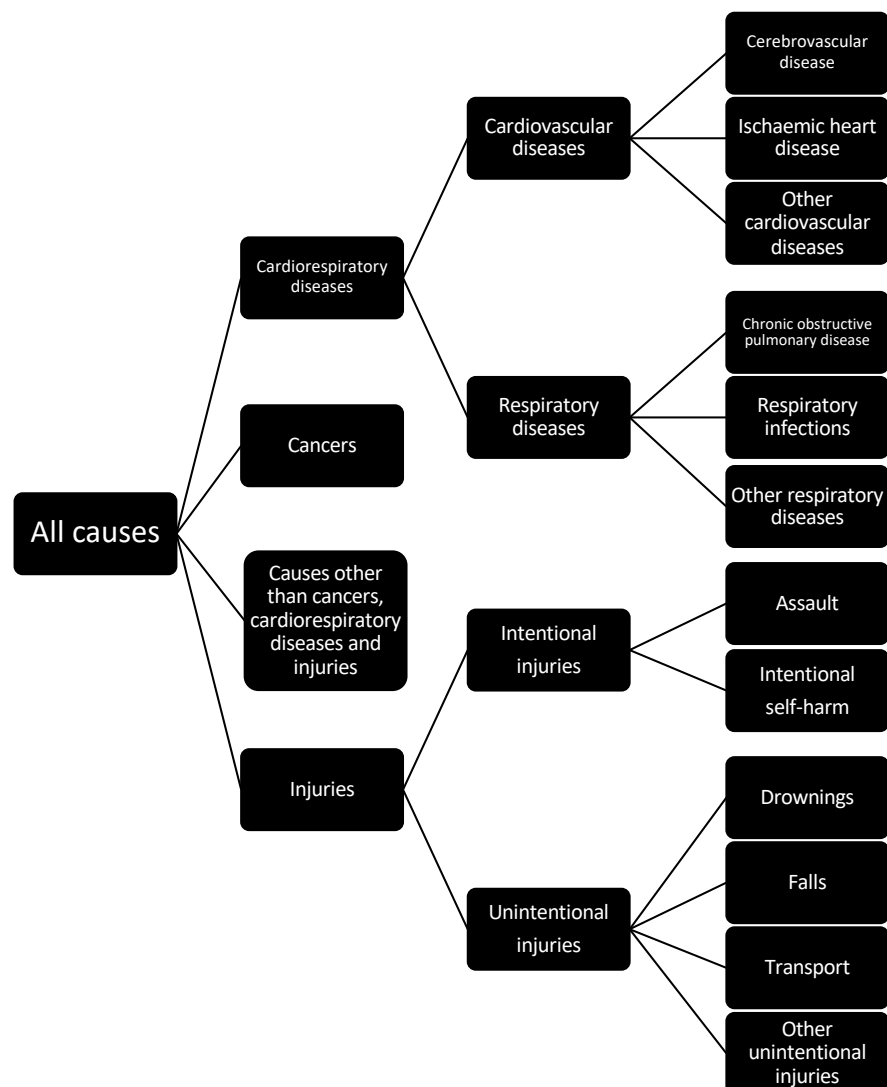 All causes
Cardiorespiratory
diseases
Cancers
Causes other
than cancers,
cardiorespiratory
diseases and
injuries
Injuries
Cardiovascular
diseases
Respiratory
diseases
Intentional
injuries
Unintentional
injuries
Cerebrovascular
disease
Ischaemic heart
disease
Other
cardiovascular
diseases
Chronic obstructive
pulmonary disease
Respiratory
infections
Other respiratory
diseases
Assault
Intentional
self-harm
Drownings
Falls
Transport
Other
unintentional
injuries